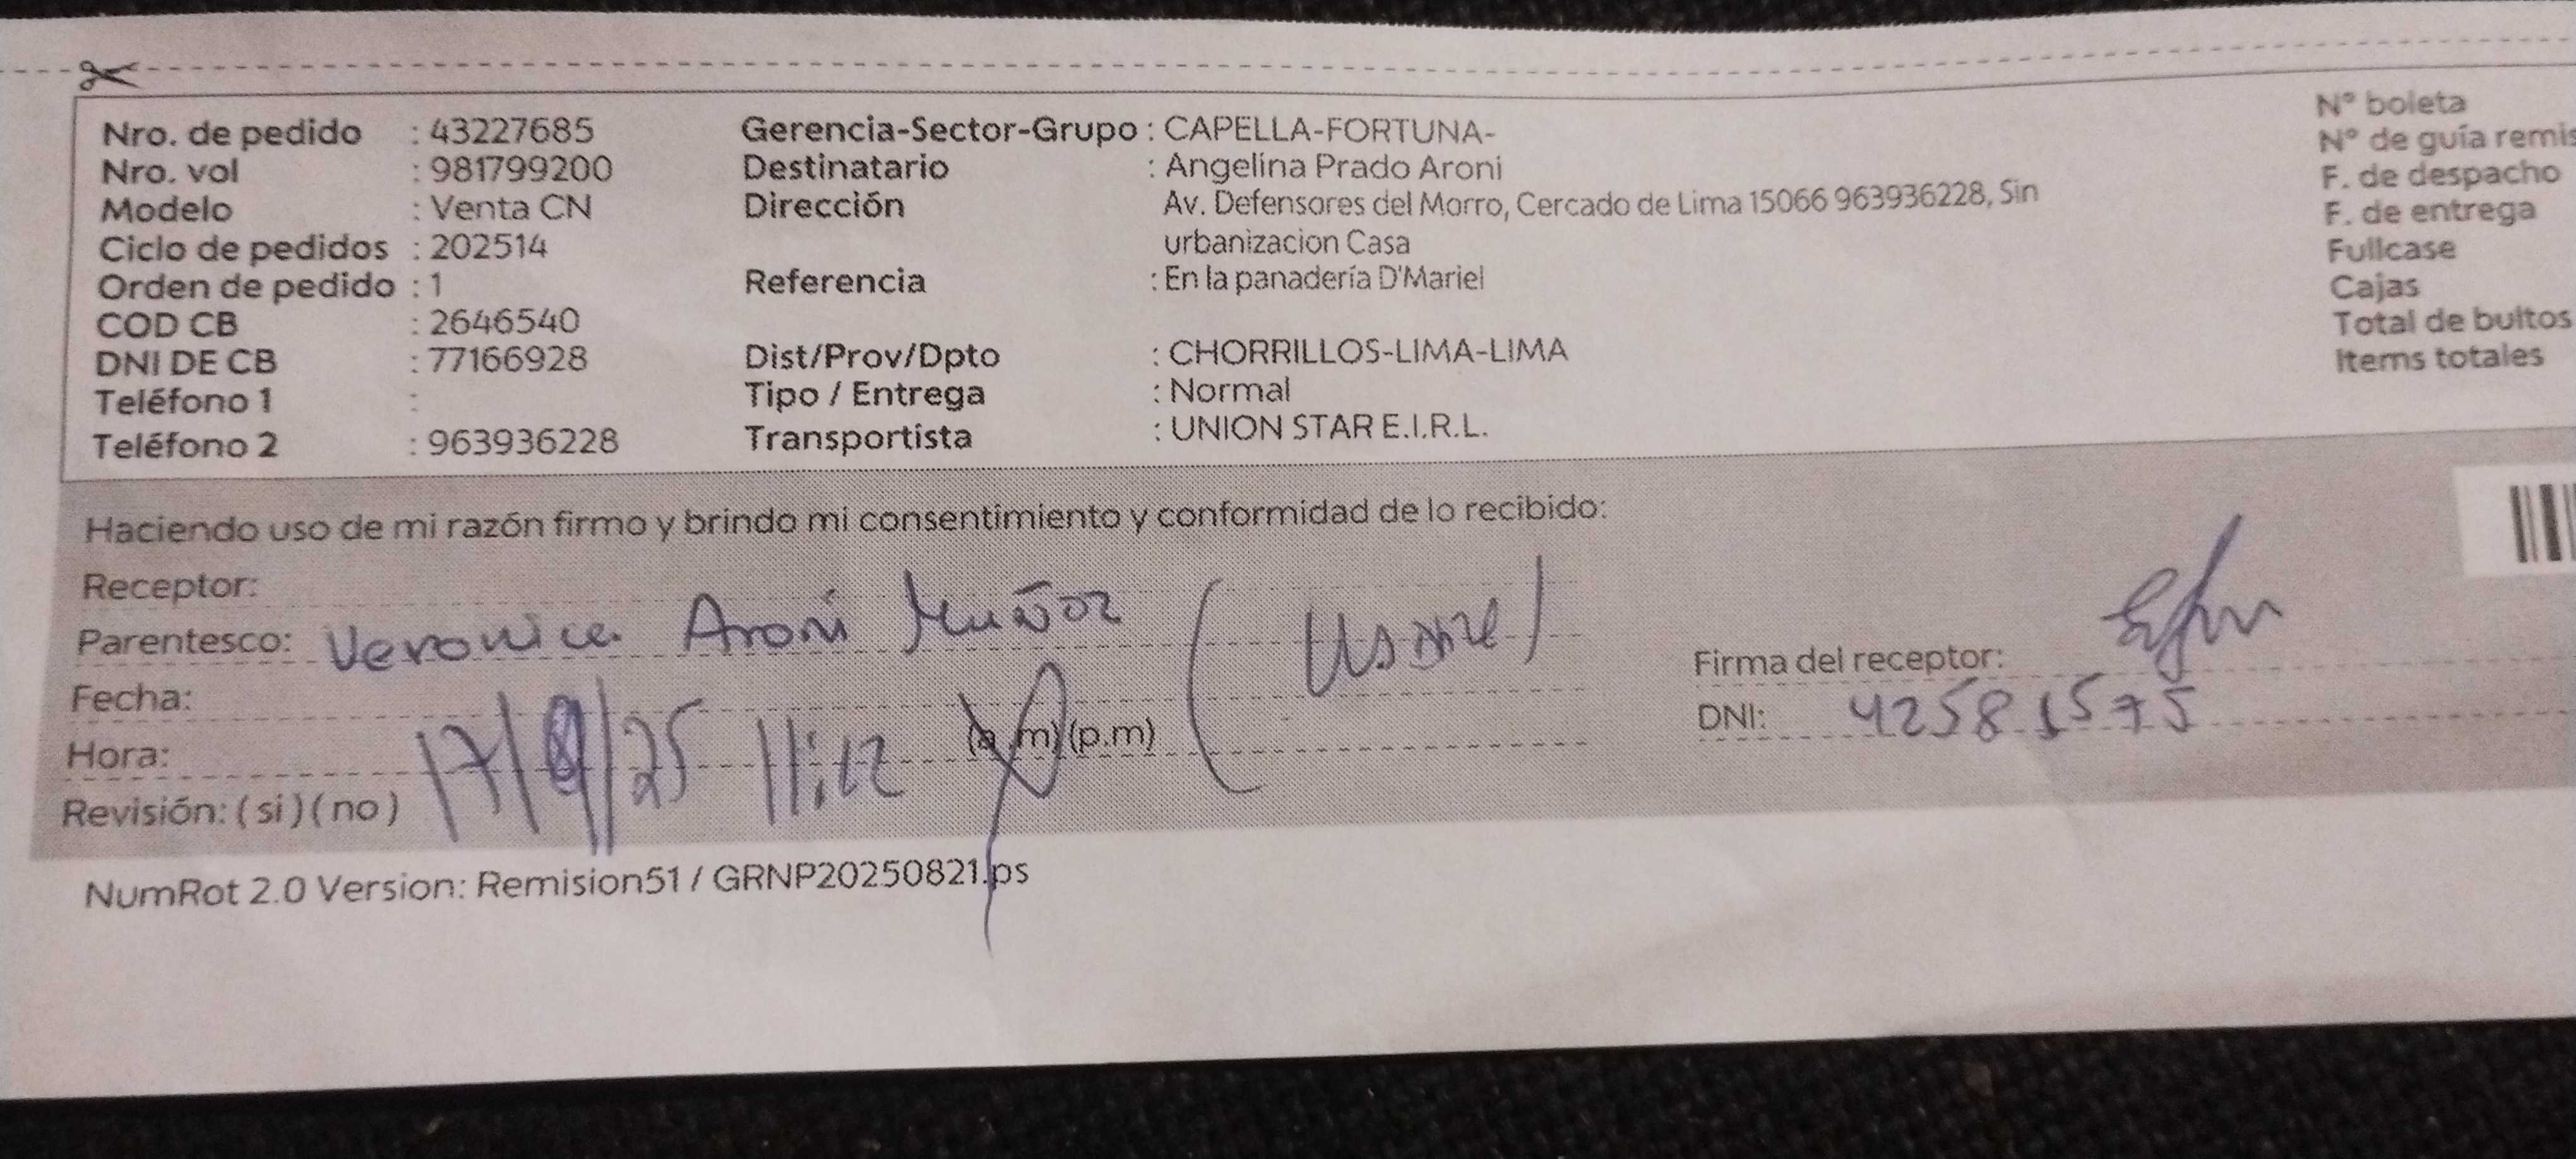 Nro. de pedido : 43227685
Nro. vol : 981799200
Modelo : Venta CN
Ciclo de pedidos : 202514
Orden de pedido : 1
COD CB : 2646540
DNI DE CB : 77166928
Teléfono 1 :
Teléfono 2 : 963936228
Gerencia-Sector-Grupo : CAPELLA-FORTUNA-
Destinatario : Angelina Prado Aroni
Dirección Av. Defensores del Morro, Cercado de Lima 15066 963936228, Sin
urbanizacion Casa
Referencia : En la panadería D'Mariel
Dist/Prov/Dpto : CHORRILLOS-LIMA-LIMA
Tipo / Entrega : Normal
Transportista : UNION STAR E.I.R.L.
N° boleta
N° de guía remis
F. de despacho
F. de entrega
Fullcase
Cajas
Total de bultos
Items totales
Haciendo uso de mi razón firmo y brindo mi consentimiento y conformidad de lo recibido:
Receptor:
Parentesco: Veronica Aroni Muñoz
Fecha:
Hora: 17/8/25 11:12 (a.m) (p.m)
Revisión: ( si ) ( no )
Firma del receptor:
DNI: 42581575
NumRot 2.0 Version: Remision51 / GRNP20250821.ps